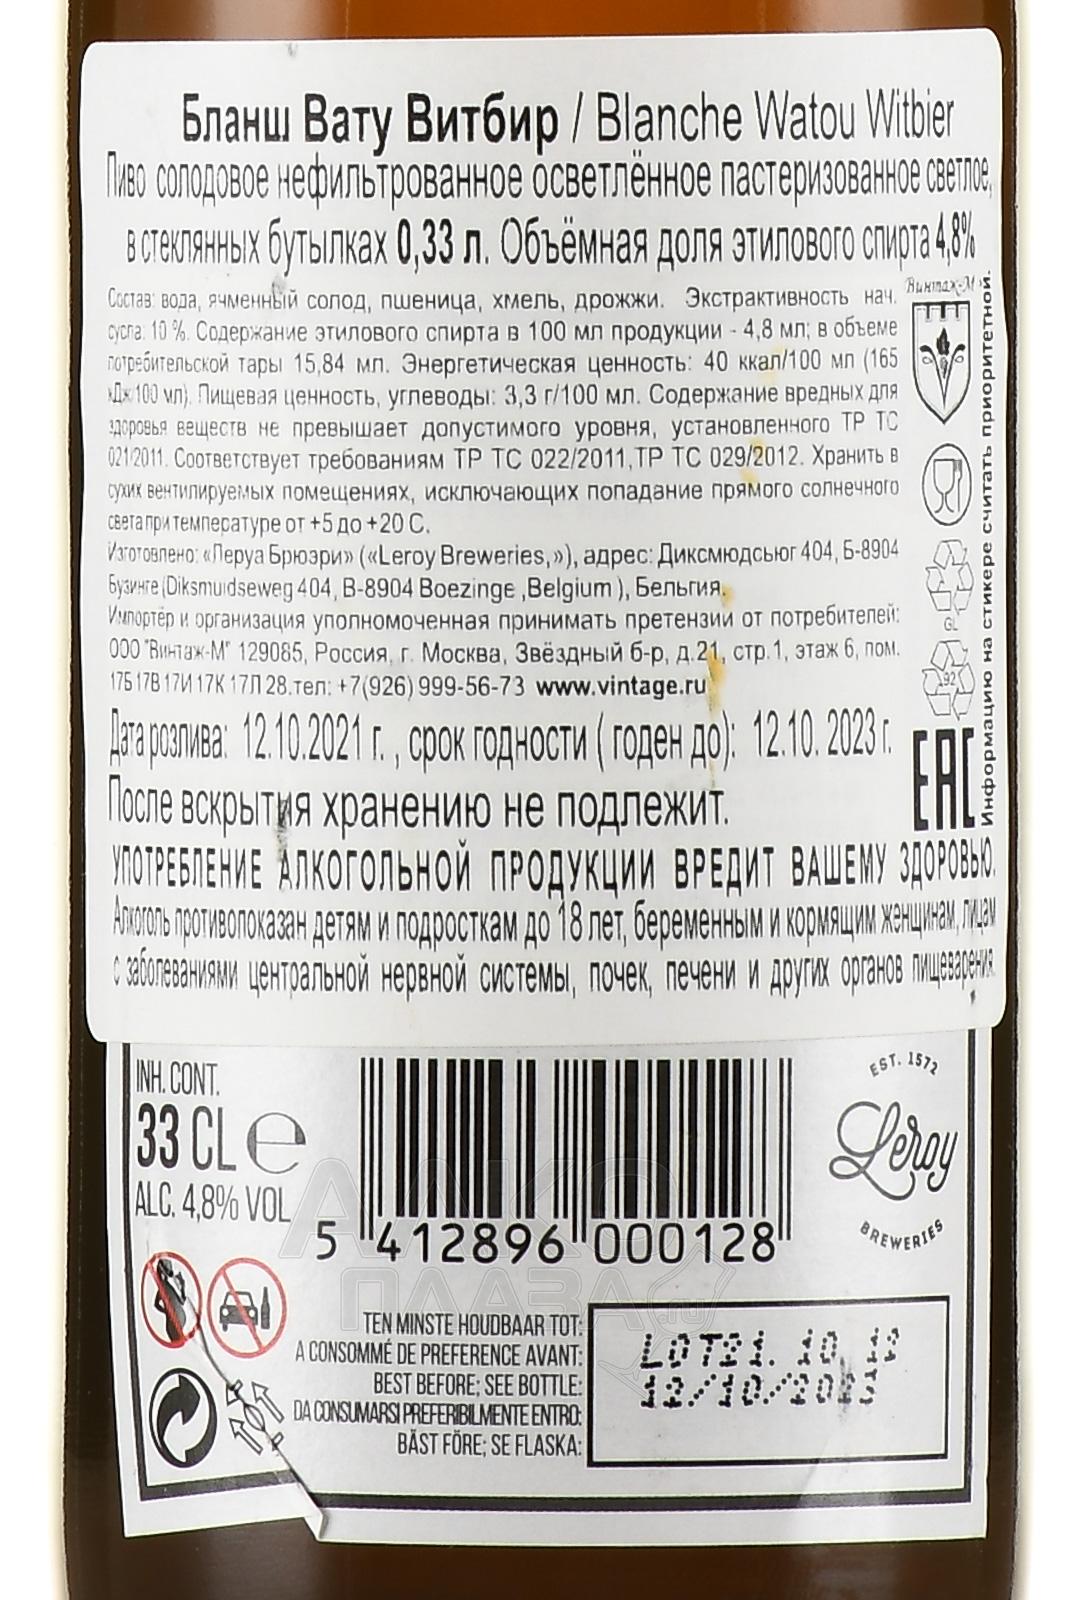 Бланш Вату Витбир / Blanche Watou Witbier
Пиво солодовое нефильтрованное осветлённое пастеризованное светлое,
в стеклянных бутылках 0,33 л. Объёмная доля этилового спирта 4,8%
Состав: вода, ячменный солод, пшеница, хмель, дрожжи. Экстрактивность нач.
сусла: 10 %. Содержание этилового спирта в 100 мл продукции - 4,8 мл; в объеме
потребительской тары 15,84 мл. Энергетическая ценность: 40 ккал/100 мл (165
кДж/100 мл). Пищевая ценность, углеводы: 3,3 г/100 мл. Содержание вредных для
здоровья веществ не превышает допустимого уровня, установленного ТР ТС
021/2011. Соответствует требованиям ТР ТС 022/2011,ТР ТС 029/2012. Хранить в
сухих вентилируемых помещениях, исключающих попадание прямого солнечного
света при температуре от +5 до +20 С.
Изготовлено: «Леруа Брюэри» («Leroy Breweries,»), адрес: Диксмюдсьюг 404, Б-8904
Бузинге (Diksmuidseweg 404, B-8904 Boezinge ,Belgium ), Бельгия.
Импортёр и организация уполномоченная принимать претензии от потребителей:
ООО "Винтаж-М" 129085, Россия, г. Москва, Звёздный б-р, д.21, стр.1, этаж 6, пом.
17Б 17В 17И 17К 17Л 28.тел: +7(926) 999-56-73 www.vintage.ru
Дата розлива: 12.10.2021 г. , срок годности ( годен до): 12.10. 2023 г.
После вскрытия хранению не подлежит.
УПОТРЕБЛЕНИЕ АЛКОГОЛЬНОЙ ПРОДУКЦИИ ВРЕДИТ ВАШЕМУ ЗДОРОВЬЮ.
Алкоголь противопоказан детям и подросткам до 18 лет, беременным и кормящим женщинам, лицам
с заболеваниями центральной нервной системы, почек, печени и других органов пищеварения.
Винтаж-М
GL
92
EAC
Информацию на стикере считать приоритетной.
INH. CONT.
33 CL e
ALC. 4,8% VOL
5 412896 000128
EST. 1572
Leroy
BREWERIES
АЛКО
ПЛАЗА.ru
TEN MINSTE HOUDBAAR TOT:
A CONSOMMÉ DE PREFERENCE AVANT:
BEST BEFORE; SEE BOTTLE:
DA CONSUMARSI PREFERIBILMENTE ENTRO:
BÄST FÖRE; SE FLASKA:
LOT21. 10 12
12/10/2023